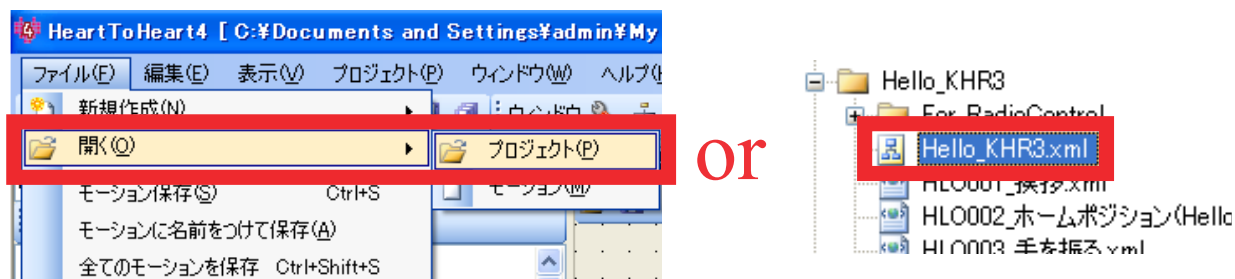 HeartToHeart4 [ C:¥Documents and Settings¥admin¥My
ファイル(F) 編集(E) 表示(V) プロジェクト(P) ウィンドウ(W) ヘルプ(
新規作成(N)
ウィンドウ
開く(O)
プロジェクト(P)
モーション保存(S) Ctrl+S
モーション(M)
モーションに名前をつけて保存(A)
全てのモーションを保存 Ctrl+Shift+S
or
Hello_KHR3
For_RadioControl
Hello_KHR3.xml
HLO001_挨拶.xml
HLO002_ホームポジション(Hello
HLO003_手を振る.xml